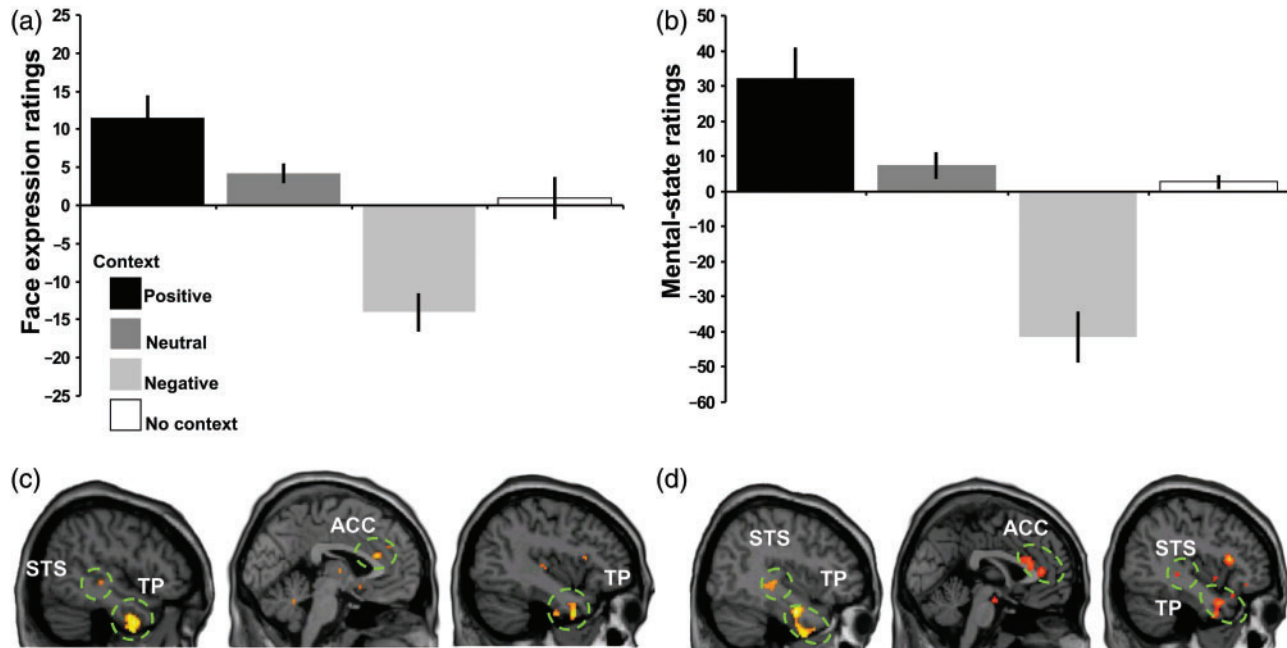 (a)
25
20
15
10
5
0
–5
–10
–15
–20
–25
Face expression ratings
Context
Positive
Neutral
Negative
No context
(b)
50
40
30
20
10
0
–10
–20
–30
–40
–50
–60
Mental-state ratings
(c)
STS
TP
ACC
TP
(d)
STS
TP
ACC
STS
TP